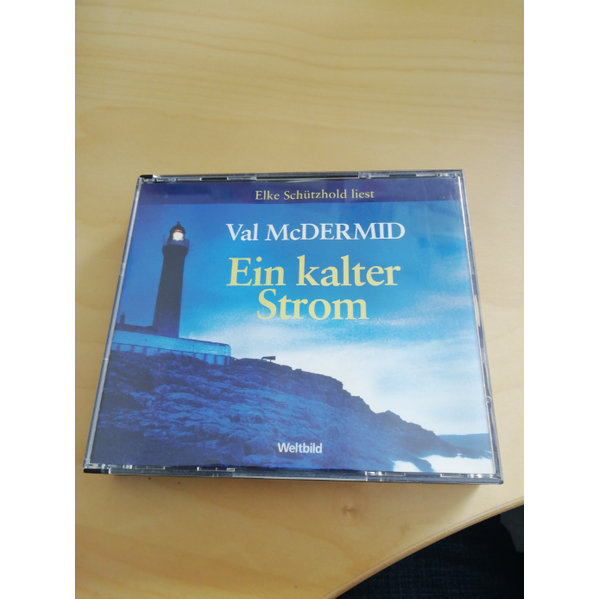 Elke Schützhold liest
Val McDERMID
Ein kalter
Strom
Weltbild